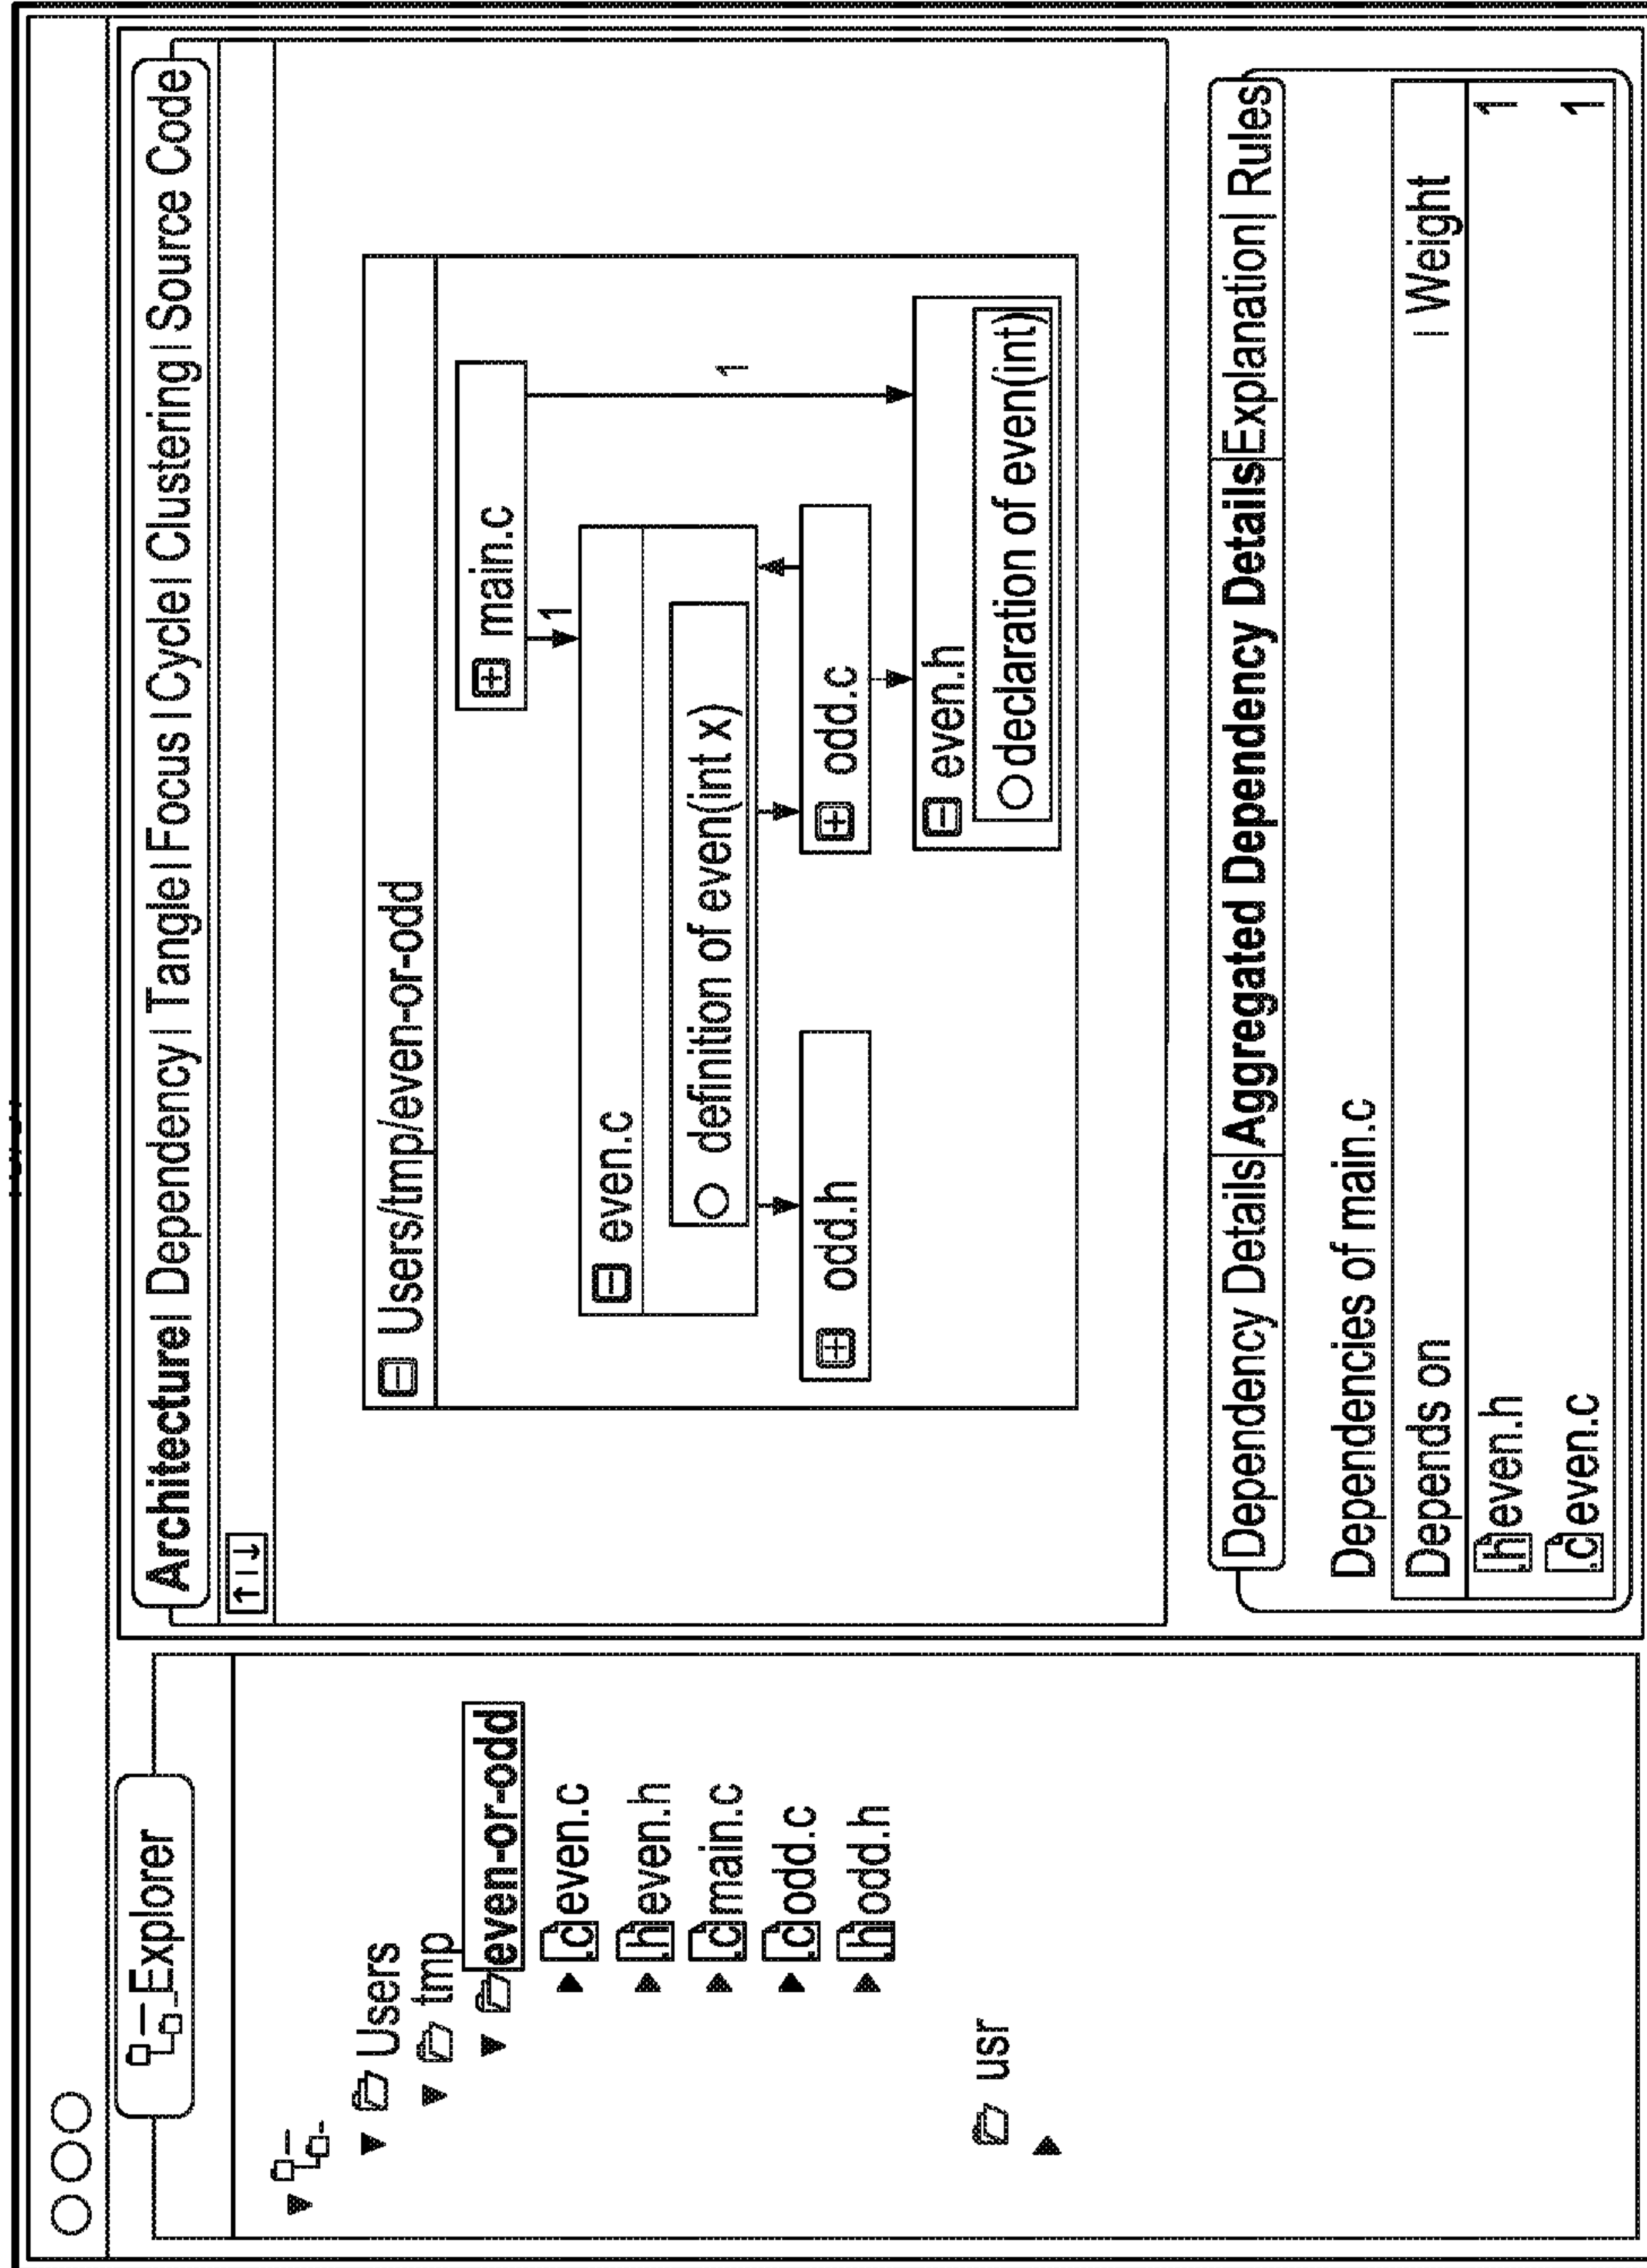 Explorer
Users
tmp
even-or-odd
.c even.c
.h even.h
.c main.c
.c odd.c
.h odd.h
usr
Architecture | Dependency | Tangle | Focus | Cycle | Clustering | Source Code
Users/tmp/even-or-odd
main.c
1
even.c
definition of even(int x)
1
odd.h
odd.c
even.h
declaration of even(int)
Dependency Details Aggregated Dependency Details Explanation | Rules
Dependencies of main.c
Depends on | Weight
.h even.h 1
.c even.c 1